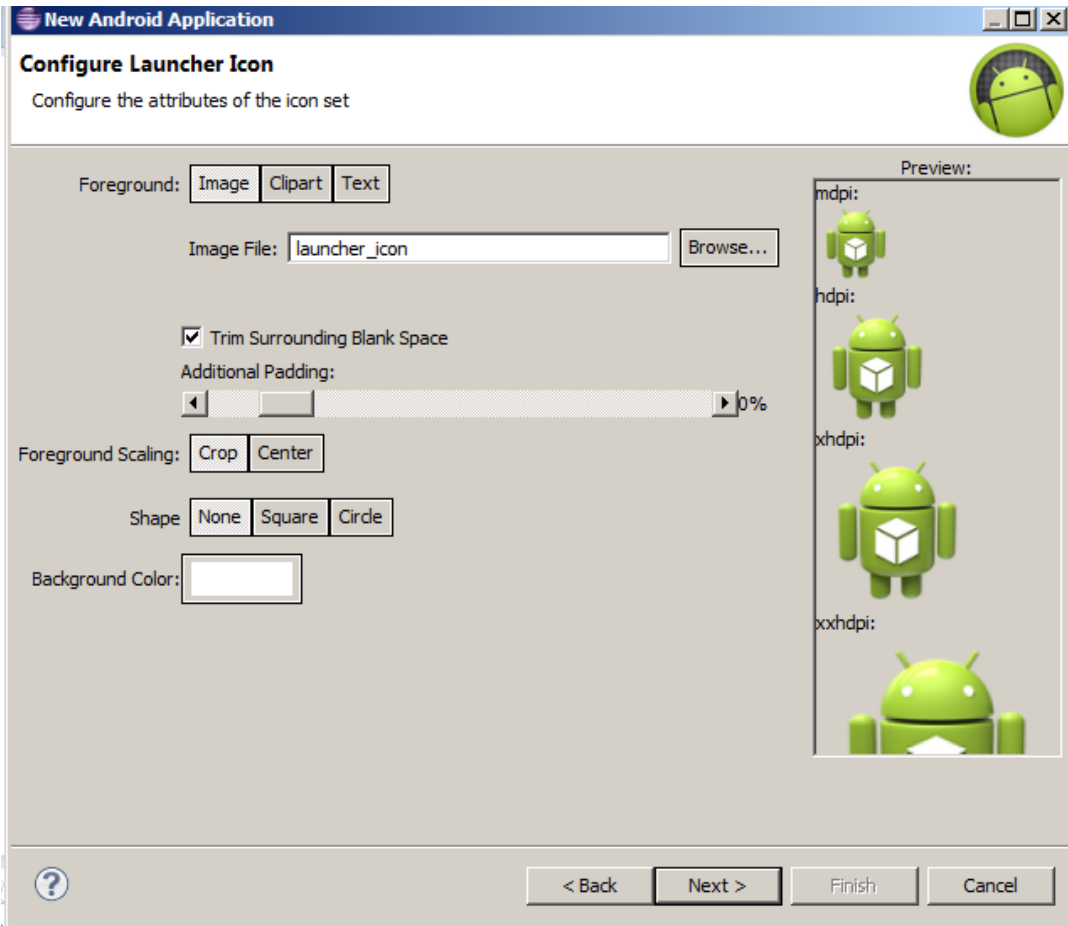 New Android Application
Configure Launcher Icon
Configure the attributes of the icon set
Foreground: Image Clipart Text
Image File: launcher_icon Browse...
Trim Surrounding Blank Space
Additional Padding:
0%
Foreground Scaling: Crop Center
Shape None Square Circle
Background Color:
Preview:
mdpi:
hdpi:
xhdpi:
xxhdpi:
< Back Next > Finish Cancel